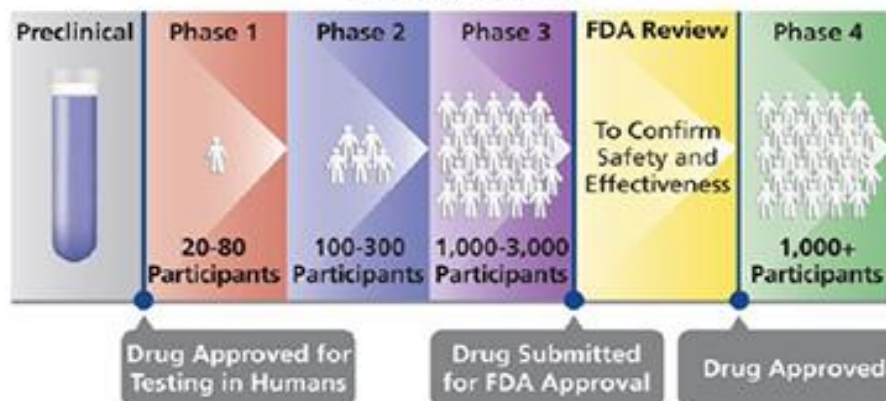 Preclinical
Phase 1
Phase 2
Phase 3
FDA Review
Phase 4
To Confirm
Safety and
Effectiveness
20-80
Participants
100-300
Participants
1,000-3,000
Participants
1,000+
Participants
Drug Approved for
Testing in Humans
Drug Submitted
for FDA Approval
Drug Approved